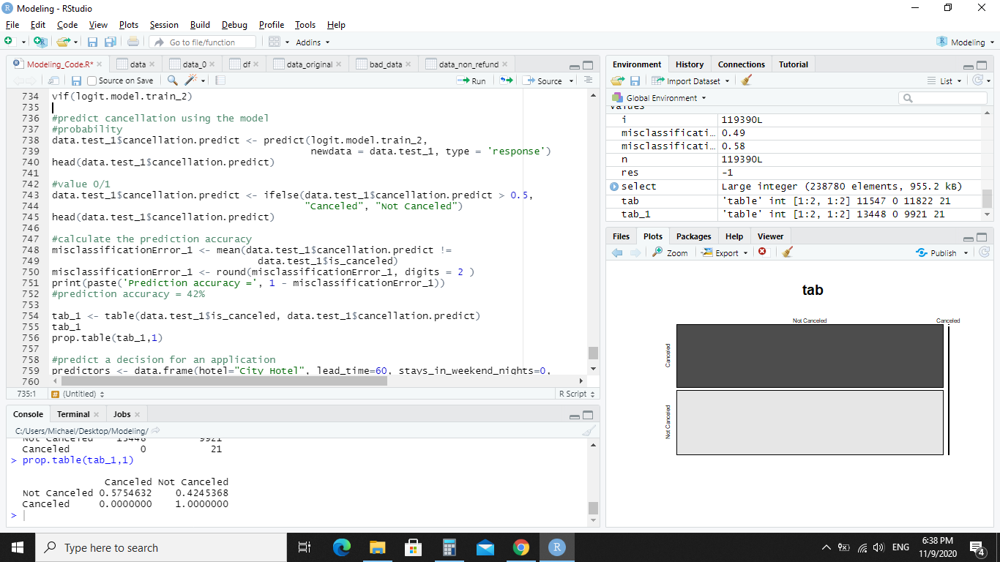 Modeling - RStudio
File Edit Code View Plots Session Build Debug Profile Tools Help
Go to file/function
Addins
Modeling
Modeling_Code.R*
data
data_0
df
data_original
bad_data
data_non_refund
Source on Save
Run
Source
734 vif(logit.model.train_2)
735
736 #predict cancellation using the model
737 #probability
738 data.test_1$cancellation.predict <- predict(logit.model.train_2,
739 newdata = data.test_1, type = 'response')
740 head(data.test_1$cancellation.predict)
741
742 #value 0/1
743 data.test_1$cancellation.predict <- ifelse(data.test_1$cancellation.predict > 0.5,
744 "Canceled", "Not Canceled")
745 head(data.test_1$cancellation.predict)
746
747 #calculate the prediction accuracy
748 misclassificationError_1 <- mean(data.test_1$cancellation.predict !=
749 data.test_1$is_canceled)
750 misclassificationError_1 <- round(misclassificationError_1, digits = 2 )
751 print(paste('Prediction accuracy =', 1 - misclassificationError_1))
752 #prediction accuracy = 42%
753
754 tab_1 <- table(data.test_1$is_canceled, data.test_1$cancellation.predict)
755 tab_1
756 prop.table(tab_1,1)
757
758 #predict a decision for an application
759 predictors <- data.frame(hotel="City Hotel", lead_time=60, stays_in_weekend_nights=0,
760
735:1 # (Untitled) R Script
Console Terminal Jobs
C:/Users/Michael/Desktop/Modeling/
Not Canceled 13448 9921
Canceled 0 21
> prop.table(tab_1,1)
Canceled Not Canceled
Not Canceled 0.5754632 0.4245368
Canceled 0.0000000 1.0000000
>
Environment History Connections Tutorial
Import Dataset
List
Global Environment
Values
i 119390L
misclassificati… 0.49
misclassificati… 0.58
n 119390L
res -1
select Large integer (238780 elements, 955.2 kB)
tab 'table' int [1:2, 1:2] 11547 0 11822 21
tab_1 'table' int [1:2, 1:2] 13448 0 9921 21
Files Plots Packages Help Viewer
Zoom Export Publish
tab
Not Canceled Canceled
Canceled
Not Canceled
Type here to search
R
ENG
6:38 PM
11/9/2020
4